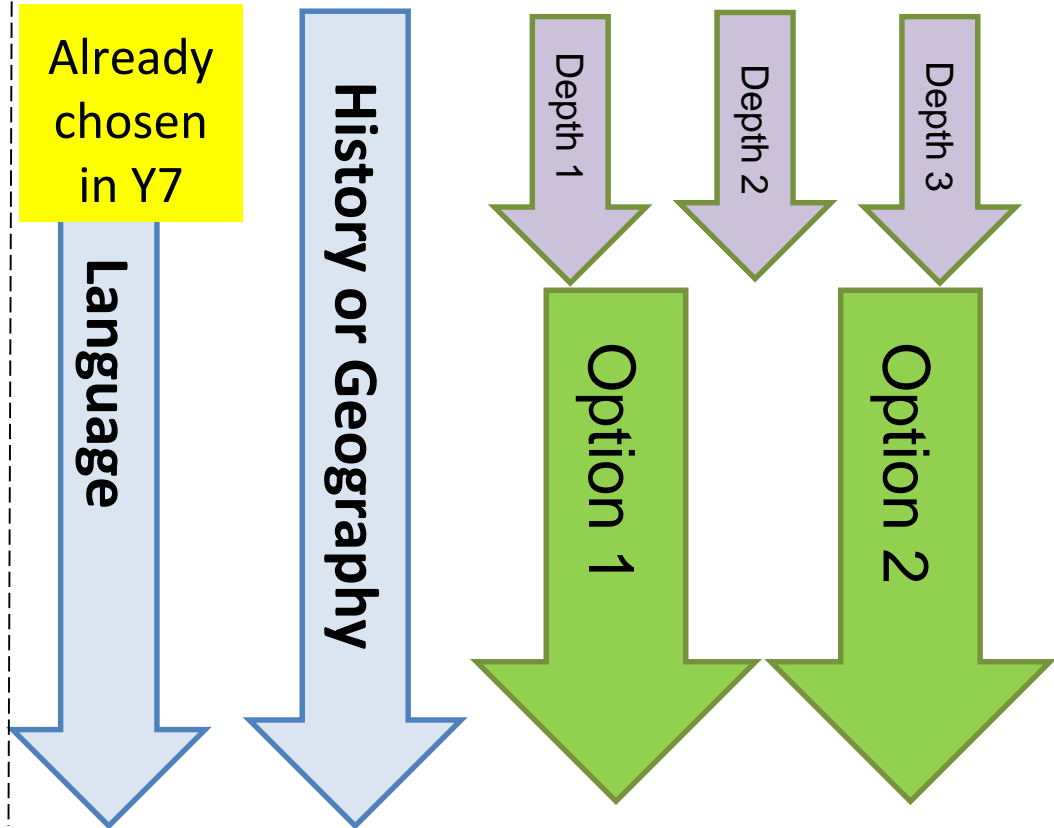 Already
chosen
in Y7
Language
History or Geography
Depth 1
Depth 2
Depth 3
Option 1
Option 2